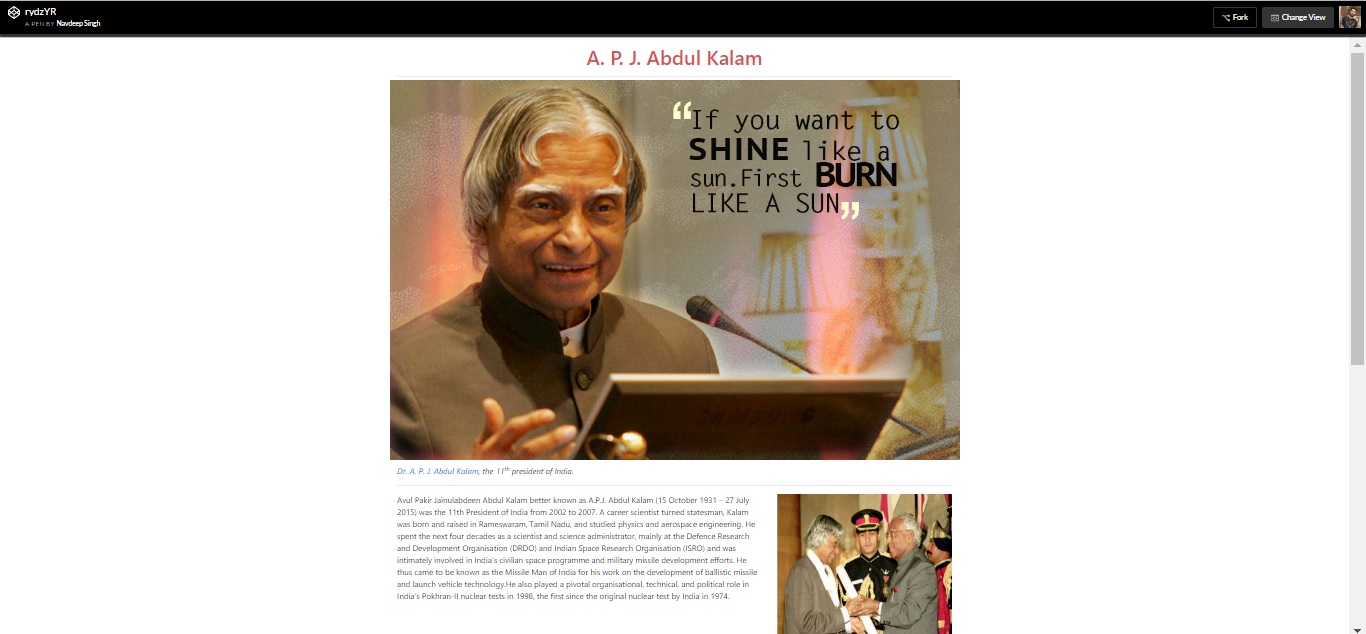 rydzYR
A PEN BY Navdeep Singh
Fork
Change View
A. P. J. Abdul Kalam
“If you want to
SHINE like a
sun.First BURN
LIKE A SUN”
SAMSUNG
Dr. A. P. J. Abdul Kalam, the 11th president of India.
Avul Pakir Jainulabdeen Abdul Kalam better known as A.P.J. Abdul Kalam (15 October 1931 – 27 July
2015) was the 11th President of India from 2002 to 2007. A career scientist turned statesman, Kalam
was born and raised in Rameswaram, Tamil Nadu, and studied physics and aerospace engineering. He
spent the next four decades as a scientist and science administrator, mainly at the Defence Research
and Development Organisation (DRDO) and Indian Space Research Organisation (ISRO) and was
intimately involved in India's civilian space programme and military missile development efforts. He
thus came to be known as the Missile Man of India for his work on the development of ballistic missile
and launch vehicle technology.He also played a pivotal organisational, technical, and political role in
India's Pokhran-II nuclear tests in 1998, the first since the original nuclear test by India in 1974.